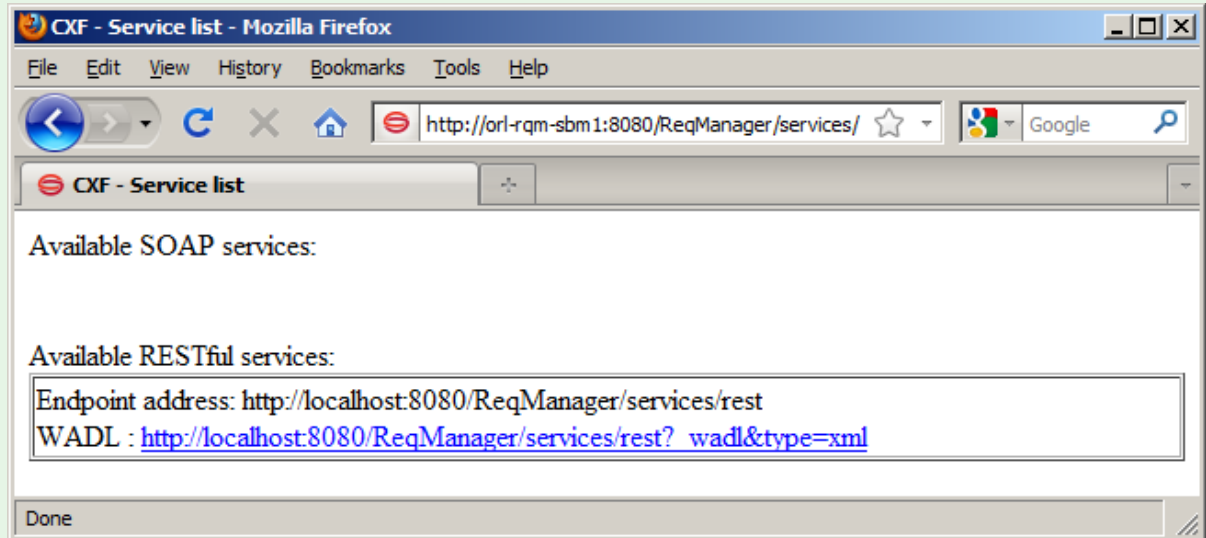 CXF - Service list - Mozilla Firefox
File Edit View History Bookmarks Tools Help
http://orl-rqm-sbm1:8080/ReqManager/services/ Google
CXF - Service list
Available SOAP services:
Available RESTful services:
Endpoint address: http://localhost:8080/ReqManager/services/rest
WADL : http://localhost:8080/ReqManager/services/rest?_wadl&type=xml
Done